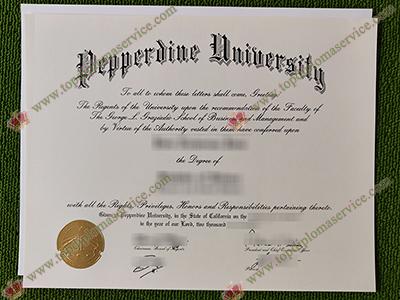 Pepperdine University
To all to whom these letters shall come, Greeting
The Regents of the University upon the recommendation of the Faculty of
The George L. Graziadio School of Business and Management and
by Virtue of the Authority vested in them have conferred upon
the Degree of
with all the Rights, Privileges, Honors and Responsibilities pertaining thereto.
Given at Pepperdine University, in the State of California on the
in the year of our Lord, two thousand
www.topdiplomaservice.com